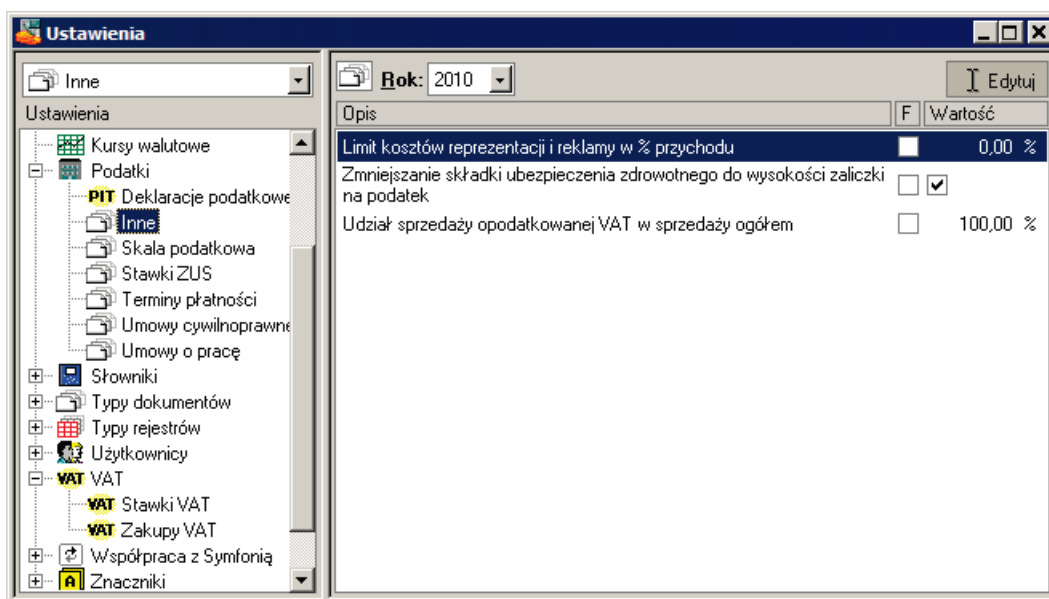 Ustawienia
Inne
Rok: 2010
Edytuj
Ustawienia
Opis F Wartość
Kursy walutowe
Podatki
PIT Deklaracje podatkowe
Inne
Skala podatkowa
Stawki ZUS
Terminy płatności
Umowy cywilnoprawne
Umowy o pracę
Słowniki
Typy dokumentów
Typy rejestrów
Użytkownicy
VAT VAT
VAT Stawki VAT
VAT Zakupy VAT
Współpraca z Symfonią
A Znaczniki
Limit kosztów reprezentacji i reklamy w % przychodu 0,00 %
Zmniejszanie składki ubezpieczenia zdrowotnego do wysokości zaliczki
na podatek
Udział sprzedaży opodatkowanej VAT w sprzedaży ogółem 100,00 %